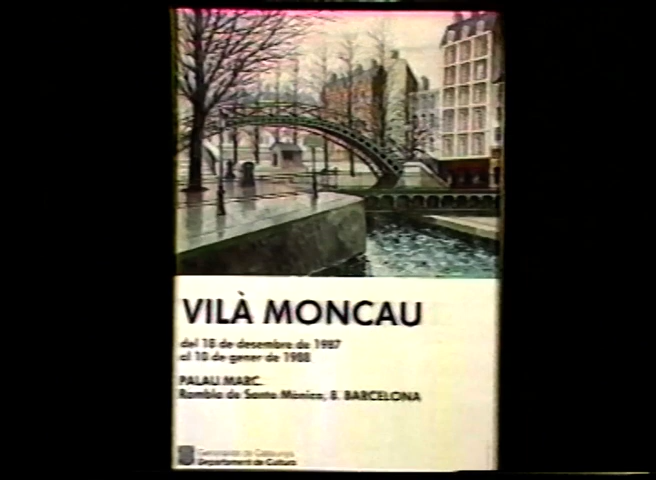 VILÀ MONCAU
del 18 de desembre de 1987
al 10 de gener de 1988
PALAU MARC.
Rambla de Santa Mònica, 8. BARCELONA
Generalitat de Catalunya
Departament de Cultura